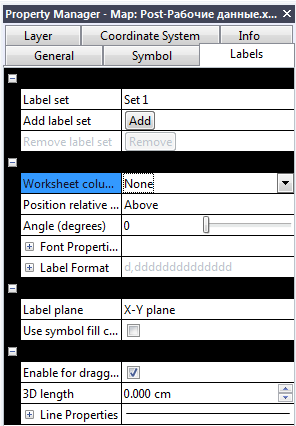 Property Manager - Map: Post-Рабочие данные.x...
Layer Coordinate System Info
General Symbol Labels
Label set Set 1
Add label set Add
Remove label set Remove
Worksheet colu... None
Position relative ... Above
Angle (degrees) 0
Font Properti...
Label Format d,dddddddddddddd
Label plane X-Y plane
Use symbol fill c...
Enable for dragg...
3D length 0.000 cm
Line Properties